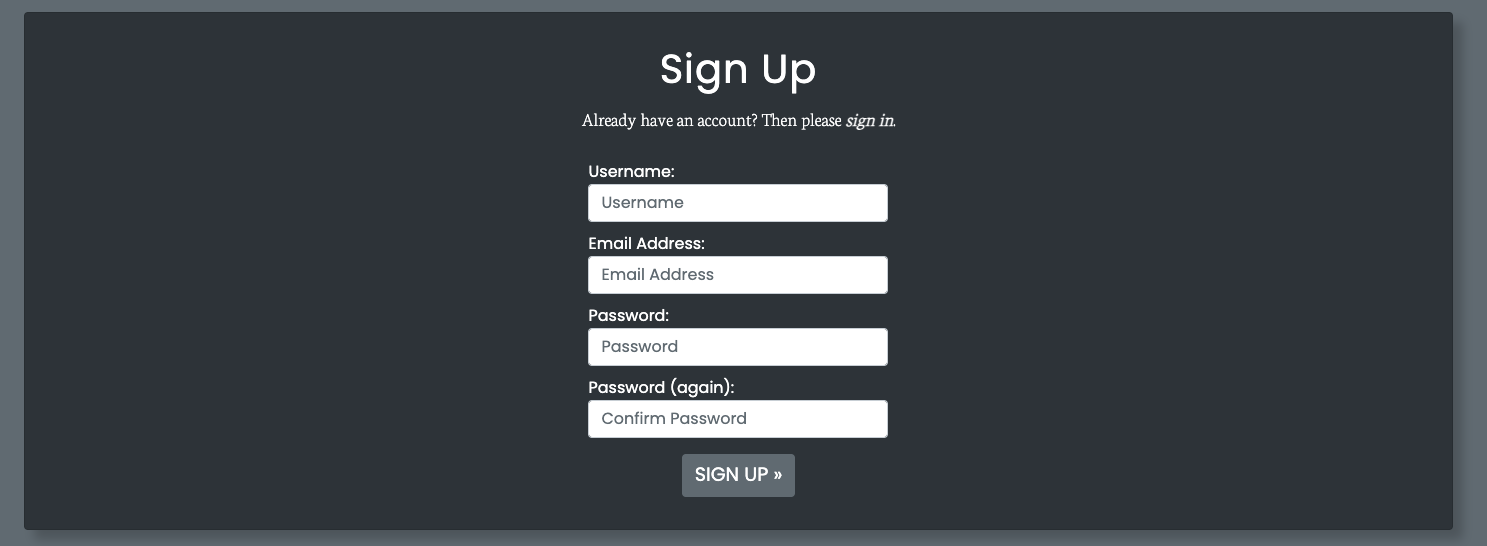 Sign Up
Already have an account? Then please sign in.
Username:
Username
Email Address:
Email Address
Password:
Password
Password (again):
Confirm Password
SIGN UP »